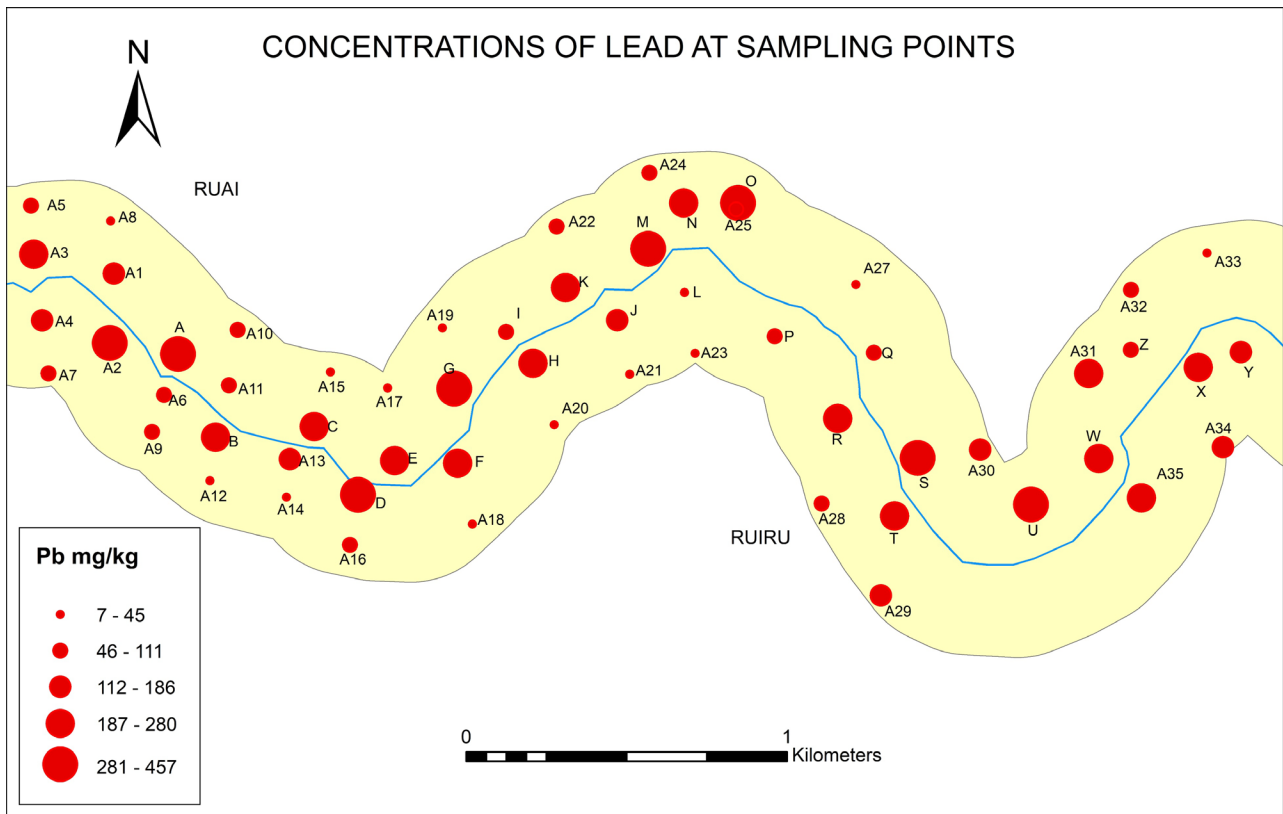 CONCENTRATIONS OF LEAD AT SAMPLING POINTS
N
RUAI
A5
A8
A3
A1
A4
A2
A
A10
A7
A6
A11
A9
B
A12
A15
C
A13
A14
A17
E
D
A16
A19
G
F
A18
I
H
A20
A22
K
J
A21
A24
M
N
O
A25
L
A23
P
A27
Q
R
S
A28
T
A29
A30
RUIRU
U
A31
A32
Z
W
A35
A33
X
Y
A34
Pb mg/kg
7 - 45
46 - 111
112 - 186
187 - 280
281 - 457
0
1
Kilometers